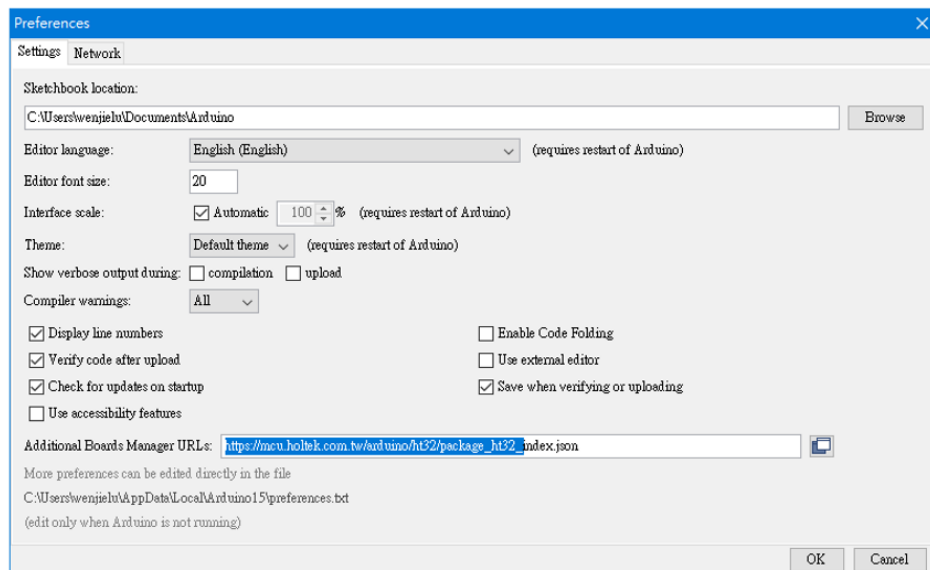 Preferences
Settings Network
Sketchbook location:
C:\Users\wenjielu\Documents\Arduino Browse
Editor language: English (English) (requires restart of Arduino)
Editor font size: 20
Interface scale: Automatic 100 % (requires restart of Arduino)
Theme: Default theme (requires restart of Arduino)
Show verbose output during: compilation upload
Compiler warnings: All
Display line numbers Enable Code Folding
Verify code after upload Use external editor
Check for updates on startup Save when verifying or uploading
Use accessibility features
Additional Boards Manager URLs: https://mcu.holtek.com.tw/arduino/ht32/package_ht32_index.json
More preferences can be edited directly in the file
C:\Users\wenjielu\AppData\Local\Arduino15\preferences.txt
(edit only when Arduino is not running)
OK Cancel